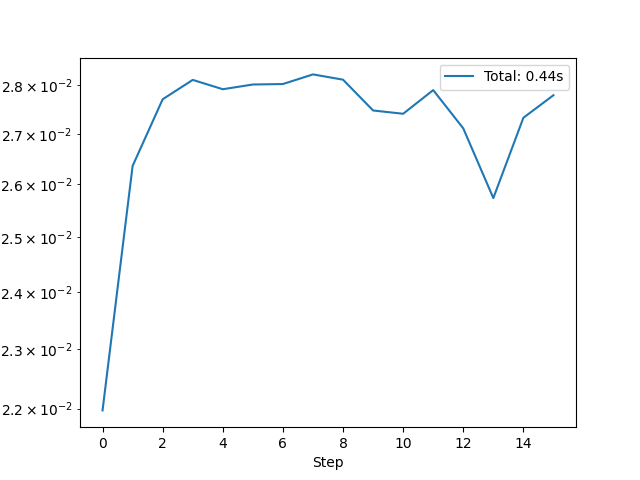 Total: 0.44s
2.8 × 10⁻²
2.7 × 10⁻²
2.6 × 10⁻²
2.5 × 10⁻²
2.4 × 10⁻²
2.3 × 10⁻²
2.2 × 10⁻²
0 2 4 6 8 10 12 14
Step